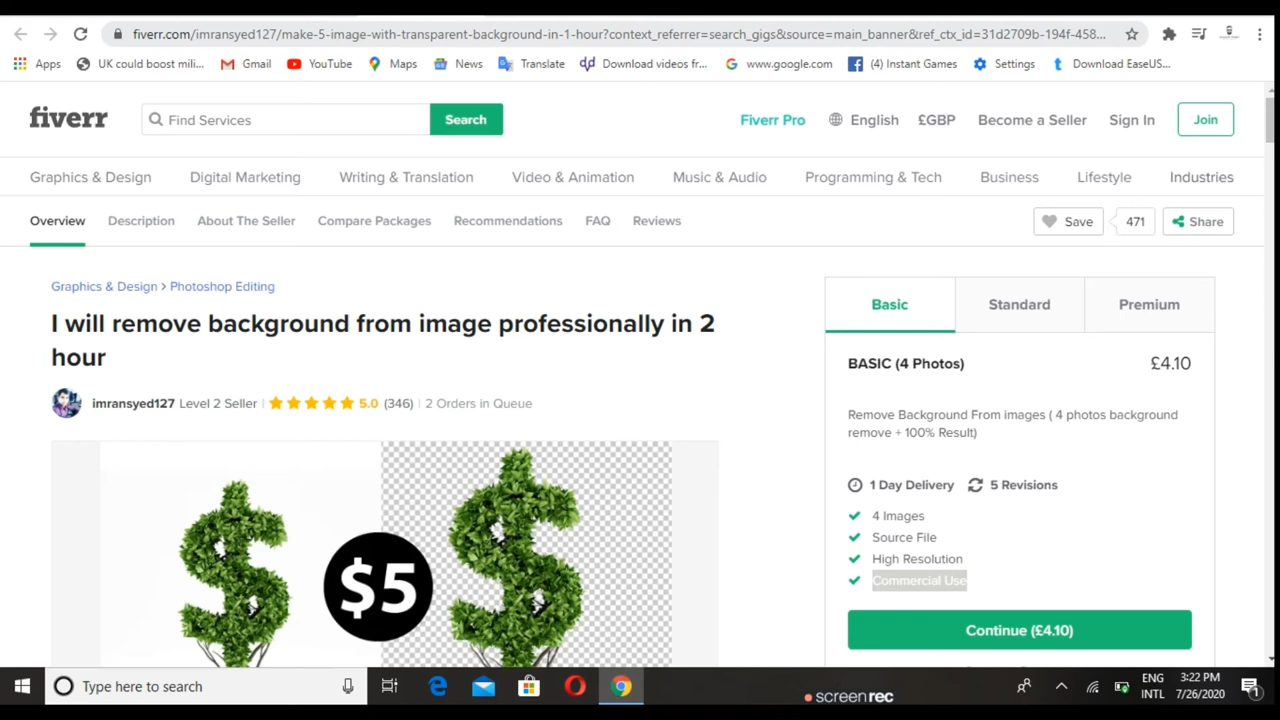 fiverr.com/imransyed127/make-5-image-with-transparent-background-in-1-hour?context_referrer=search_gigs&source=main_banner&ref_ctx_id=31d2709b-194f-458...
Apps UK could boost mili... Gmail YouTube Maps News Translate Download videos fr... www.google.com (4) Instant Games Settings Download EaseUS...
fiverr Find Services Search Fiverr Pro English £GBP Become a Seller Sign In Join
Graphics & Design Digital Marketing Writing & Translation Video & Animation Music & Audio Programming & Tech Business Lifestyle Industries
Overview Description About The Seller Compare Packages Recommendations FAQ Reviews Save 471 Share
Graphics & Design > Photoshop Editing
I will remove background from image professionally in 2
hour
imransyed127 Level 2 Seller 5.0 (346) 2 Orders in Queue
$5
Basic Standard Premium
BASIC (4 Photos) £4.10
Remove Background From images ( 4 photos background
remove + 100% Result)
1 Day Delivery 5 Revisions
4 Images
Source File
High Resolution
Commercial Use
Continue (£4.10)
Type here to search
screenrec
ENG
INTL
3:22 PM
7/26/2020
1